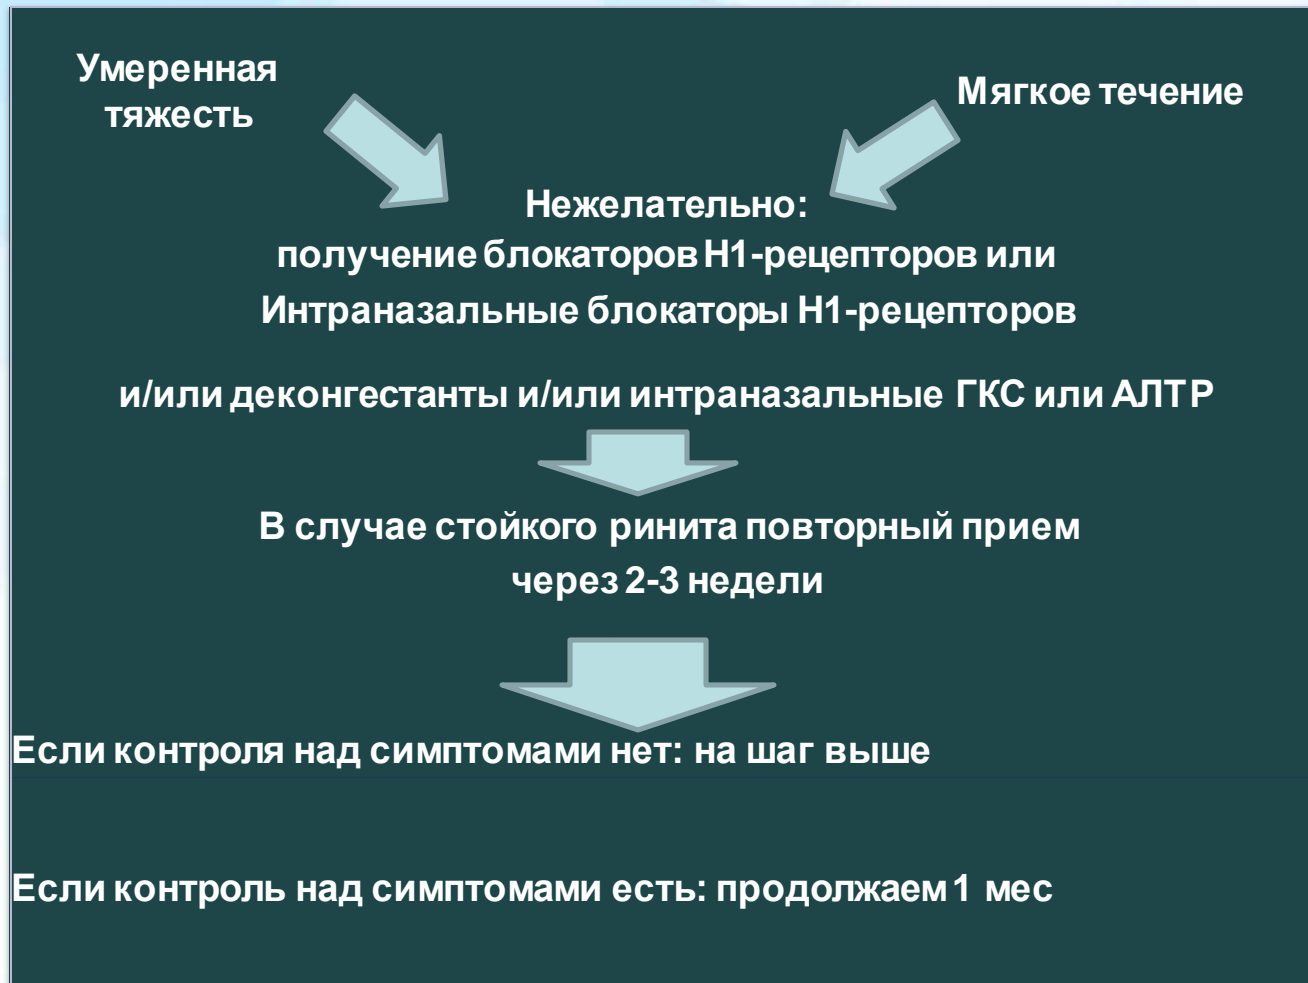 Умеренная
тяжесть
Мягкое течение
Нежелательно:
получение блокаторов Н1-рецепторов или
Интраназальные блокаторы Н1-рецепторов
и/или деконгестанты и/или интраназальные ГКС или АЛТР
В случае стойкого ринита повторный прием
через 2-3 недели
Если контроля над симптомами нет: на шаг выше
Если контроль над симптомами есть: продолжаем 1 мес